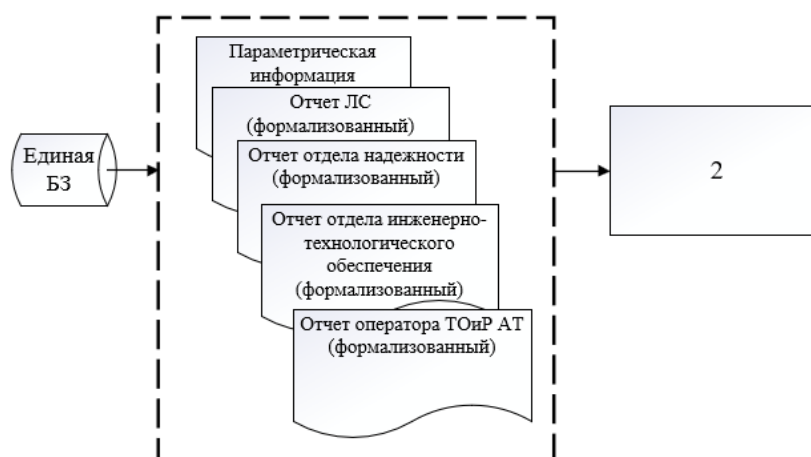 Параметрическая
информация
Отчет ЛС
(формализованный)
Единая
БЗ
Отчет отдела надежности
(формализованный)
2
Отчет отдела инженерно-
технологического
обеспечения
(формализованный)
Отчет оператора ТОиР АТ
(формализованный)